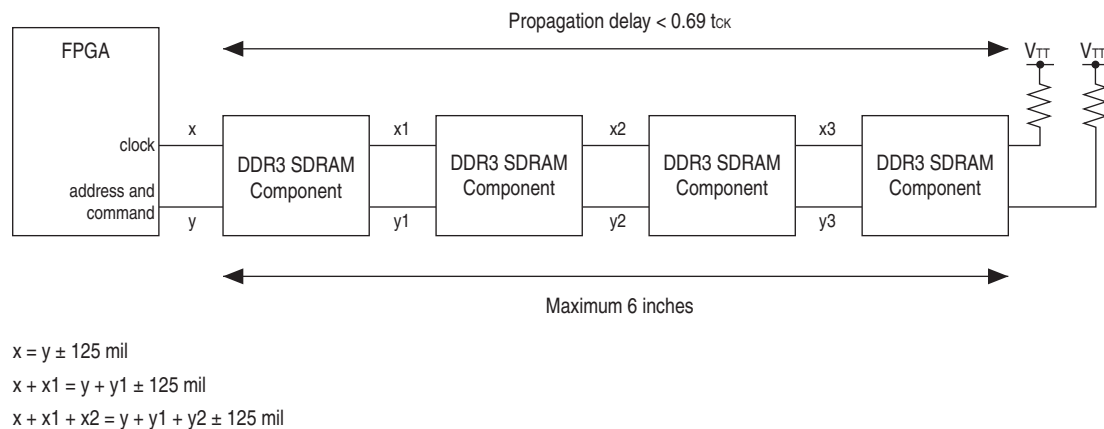 Propagation delay < 0.69 tCK
FPGA
VTT
VTT
clock
x
x1
x2
x3
DDR3 SDRAM
Component
DDR3 SDRAM
Component
DDR3 SDRAM
Component
DDR3 SDRAM
Component
address and
command
y
y1
y2
y3
Maximum 6 inches
x = y ± 125 mil
x + x1 = y + y1 ± 125 mil
x + x1 + x2 = y + y1 + y2 ± 125 mil